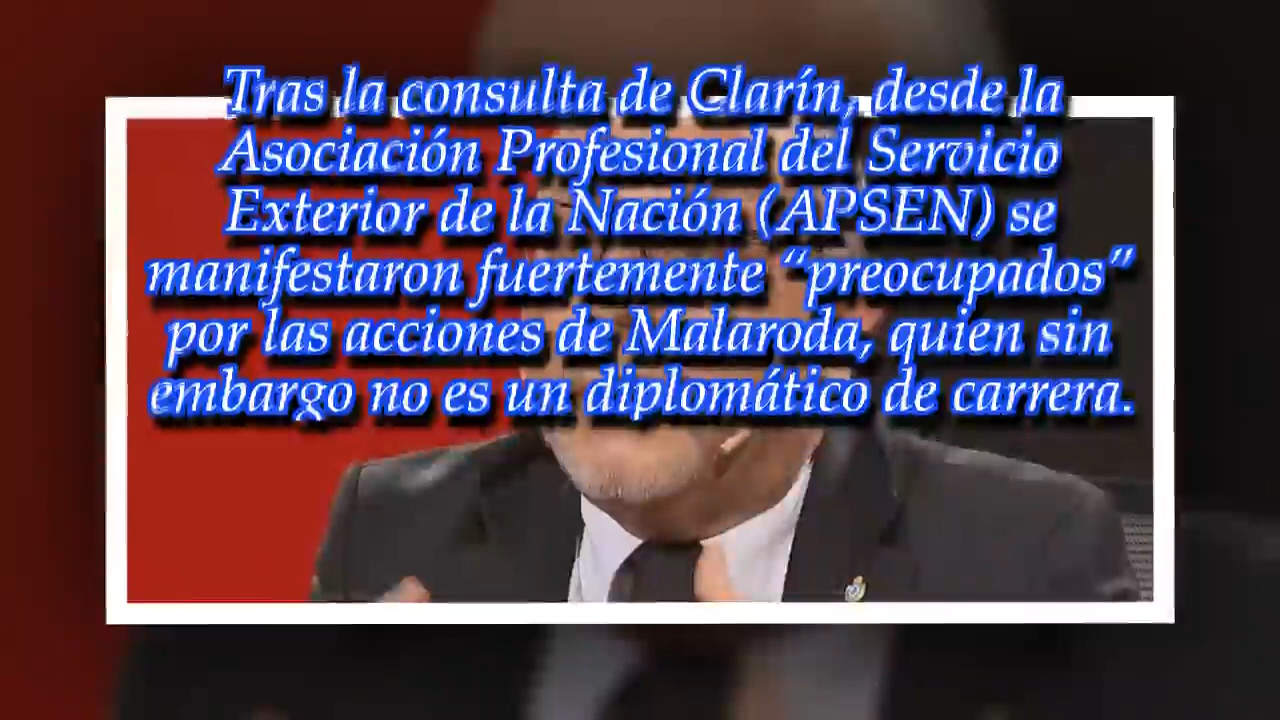 Tras la consulta de Clarín, desde la
Asociación Profesional del Servicio
Exterior de la Nación (APSEN) se
manifestaron fuertemente “preocupados”
por las acciones de Malaroda, quien sin
embargo no es un diplomático de carrera.